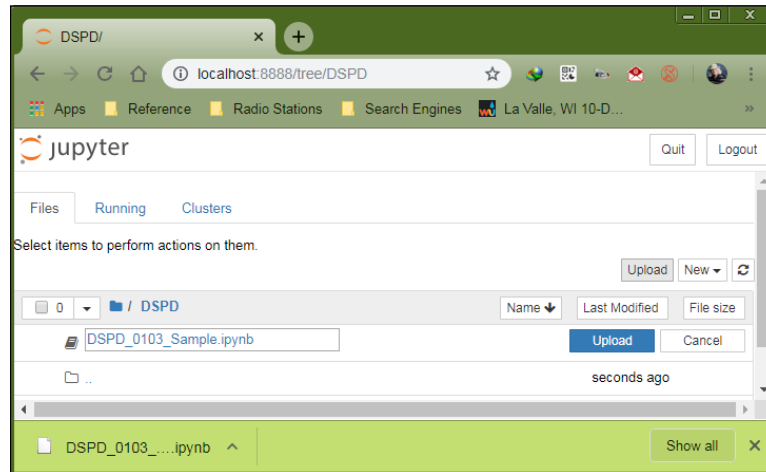 DSPD/
localhost:8888/tree/DSPD
Apps Reference Radio Stations Search Engines La Valle, WI 10-D... »
jupyter Quit Logout
Files Running Clusters
Select items to perform actions on them.
Upload New
0 / DSPD Name Last Modified File size
DSPD_0103_Sample.ipynb Upload Cancel
.. seconds ago
DSPD_0103_....ipynb Show all